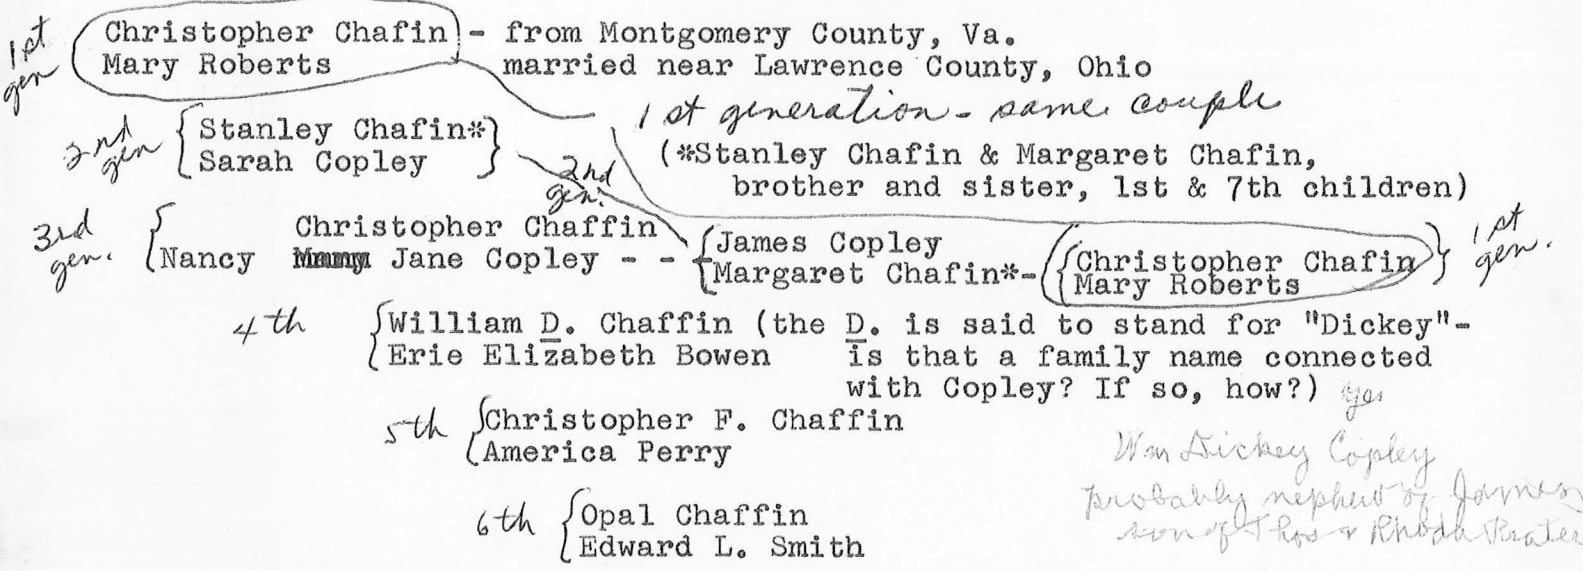 1st gen
Christopher Chafin - from Montgomery County, Va.
Mary Roberts married near Lawrence County, Ohio
1st generation - same couple
2nd gen
Stanley Chafin*
Sarah Copley
(*Stanley Chafin & Margaret Chafin,
brother and sister, 1st & 7th children)
2nd gen.
3rd gen.
Christopher Chaffin
Nancy Jane Copley - -
James Copley
Margaret Chafin* -
Christopher Chafin
Mary Roberts
1st gen.
4th
William D. Chaffin (the D. is said to stand for "Dickey"-
Erie Elizabeth Bowen is that a family name connected
with Copley? If so, how?) yes
5th
Christopher F. Chaffin
America Perry
Wm Dickey Copley
probably nephew of James
son of Thos & Rhoda Prater
6th
Opal Chaffin
Edward L. Smith